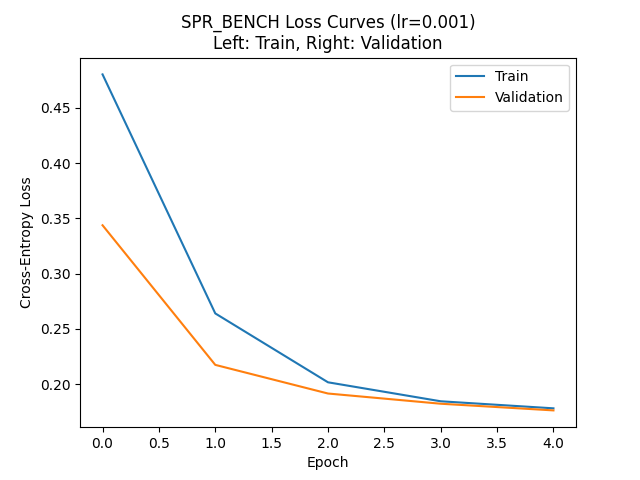 SPR_BENCH Loss Curves (lr=0.001)
Left: Train, Right: Validation
Train
Validation
Cross-Entropy Loss
0.45
0.40
0.35
0.30
0.25
0.20
0.0 0.5 1.0 1.5 2.0 2.5 3.0 3.5 4.0
Epoch